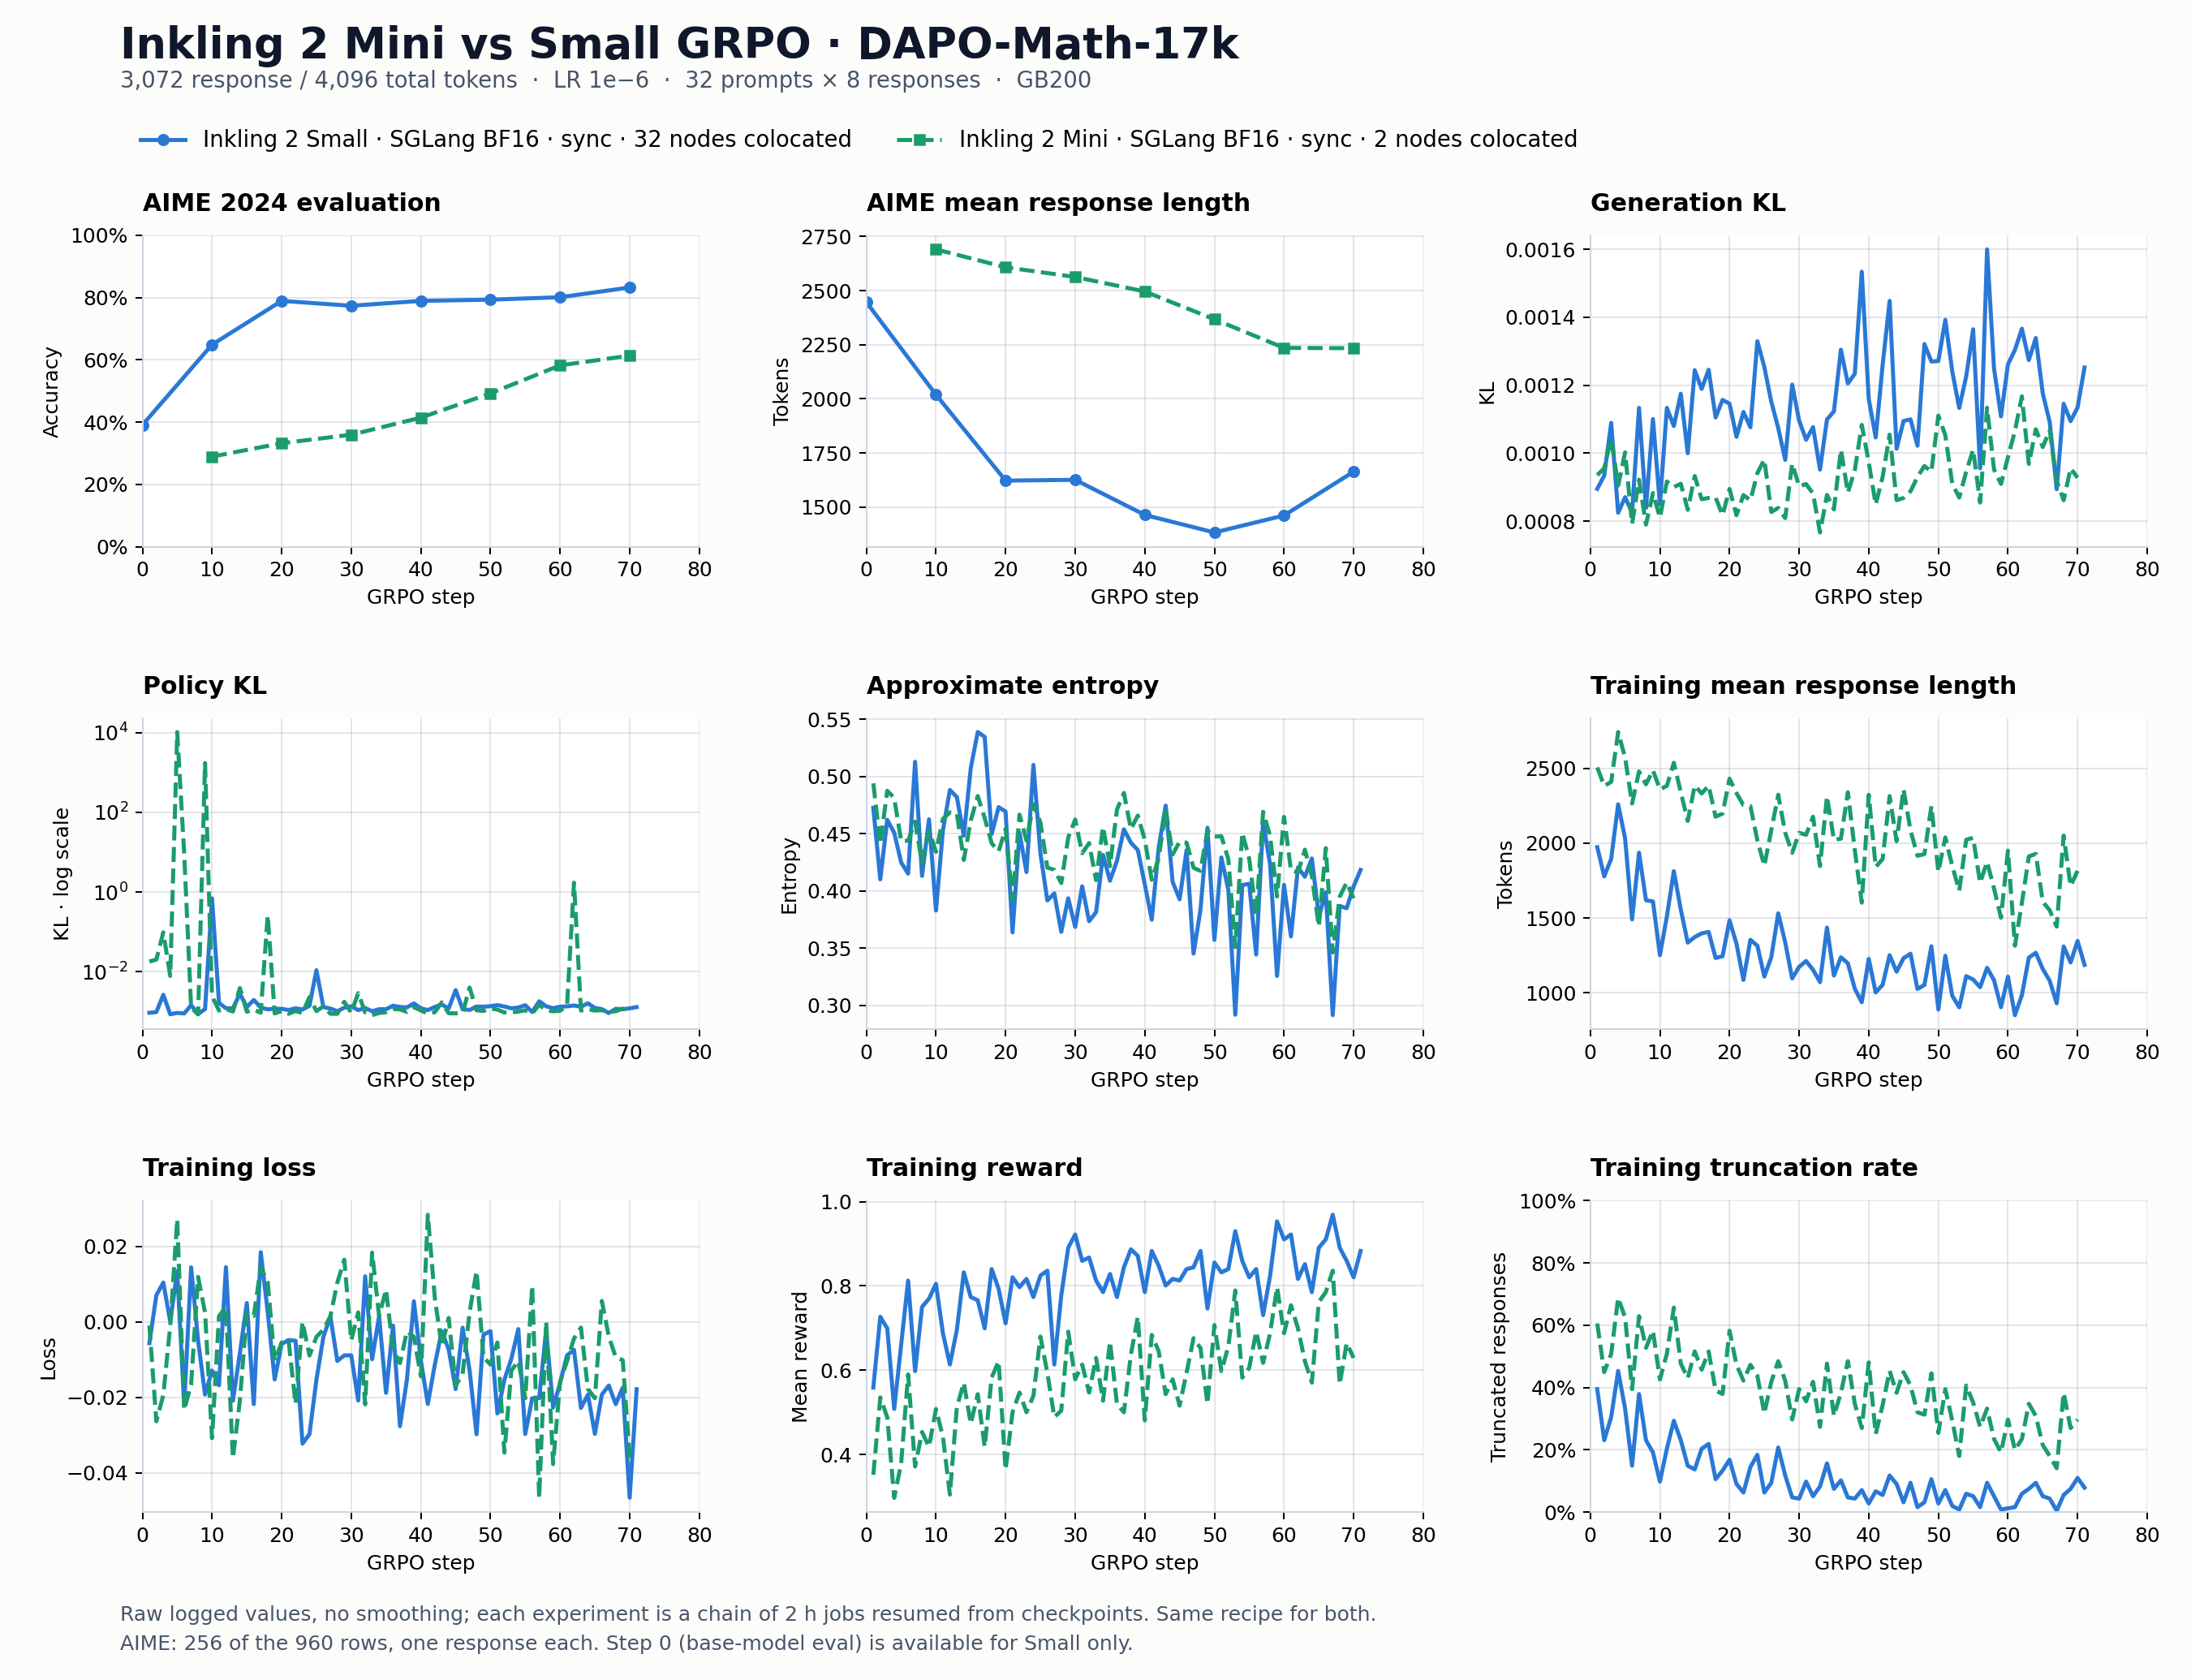 Inkling 2 Mini vs Small GRPO · DAPO-Math-17k
3,072 response / 4,096 total tokens · LR 1e−6 · 32 prompts × 8 responses · GB200
Inkling 2 Small · SGLang BF16 · sync · 32 nodes colocated
Inkling 2 Mini · SGLang BF16 · sync · 2 nodes colocated
AIME 2024 evaluation
100%
80%
60%
40%
20%
0%
Accuracy
0 10 20 30 40 50 60 70 80
GRPO step
AIME mean response length
2750
2500
2250
2000
1750
1500
Tokens
0 10 20 30 40 50 60 70 80
GRPO step
Generation KL
0.0016
0.0014
0.0012
0.0010
0.0008
KL
0 10 20 30 40 50 60 70 80
GRPO step
Policy KL
10⁴
10²
10⁰
10⁻²
KL · log scale
0 10 20 30 40 50 60 70 80
GRPO step
Approximate entropy
0.55
0.50
0.45
0.40
0.35
0.30
Entropy
0 10 20 30 40 50 60 70 80
GRPO step
Training mean response length
2500
2000
1500
1000
Tokens
0 10 20 30 40 50 60 70 80
GRPO step
Training loss
0.02
0.00
−0.02
−0.04
Loss
0 10 20 30 40 50 60 70 80
GRPO step
Training reward
1.0
0.8
0.6
0.4
Mean reward
0 10 20 30 40 50 60 70 80
GRPO step
Training truncation rate
100%
80%
60%
40%
20%
0%
Truncated responses
0 10 20 30 40 50 60 70 80
GRPO step
Raw logged values, no smoothing; each experiment is a chain of 2 h jobs resumed from checkpoints. Same recipe for both.
AIME: 256 of the 960 rows, one response each. Step 0 (base-model eval) is available for Small only.